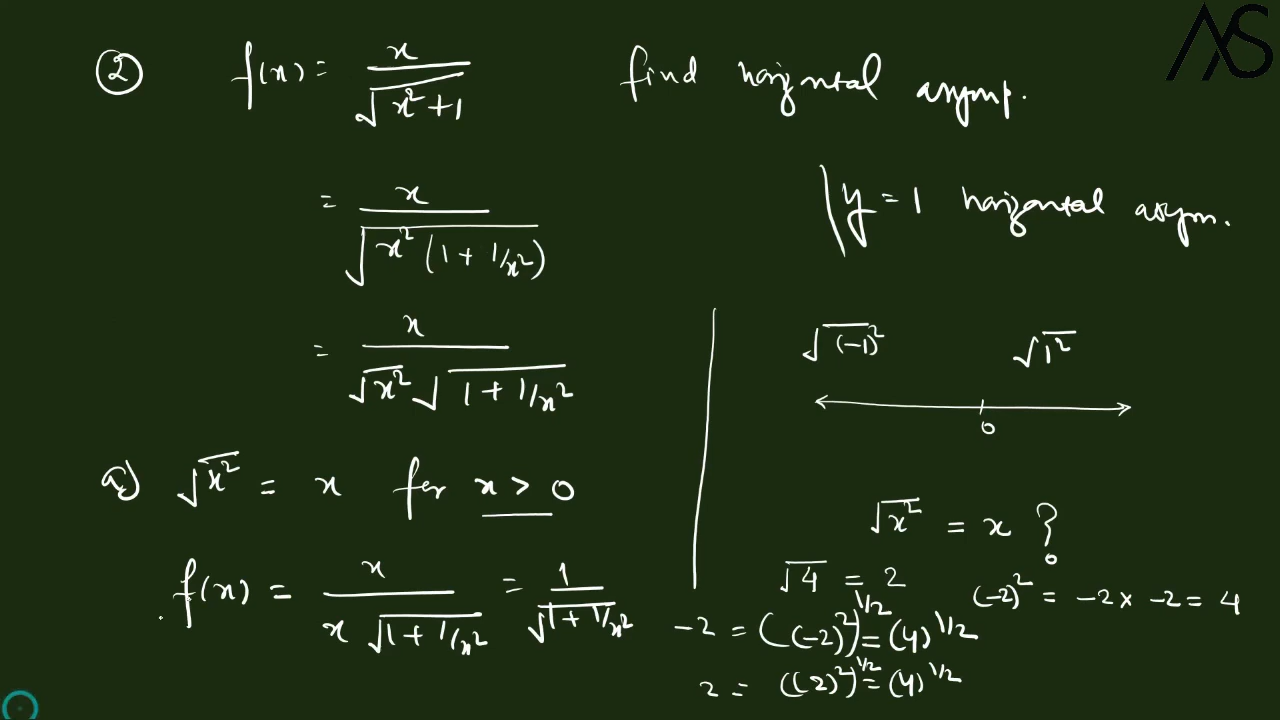 ② f(x) = x / √(x² + 1) find horizontal asymp.
= x / √(x² (1 + 1/x²))
y = 1 horizontal asym.
= x / (√x² √(1 + 1/x²))
a) √x² = x for x > 0
f(x) = x / (x √(1 + 1/x²)) = 1 / √(1 + 1/x²)
√(-1)² √1²
0
√x² = x ?
√4 = 2 (-2)² = -2 x -2 = 4
-2 = ((-2)²)^1/2 = (4)^1/2
2 = ((2)²)^1/2 = (4)^1/2